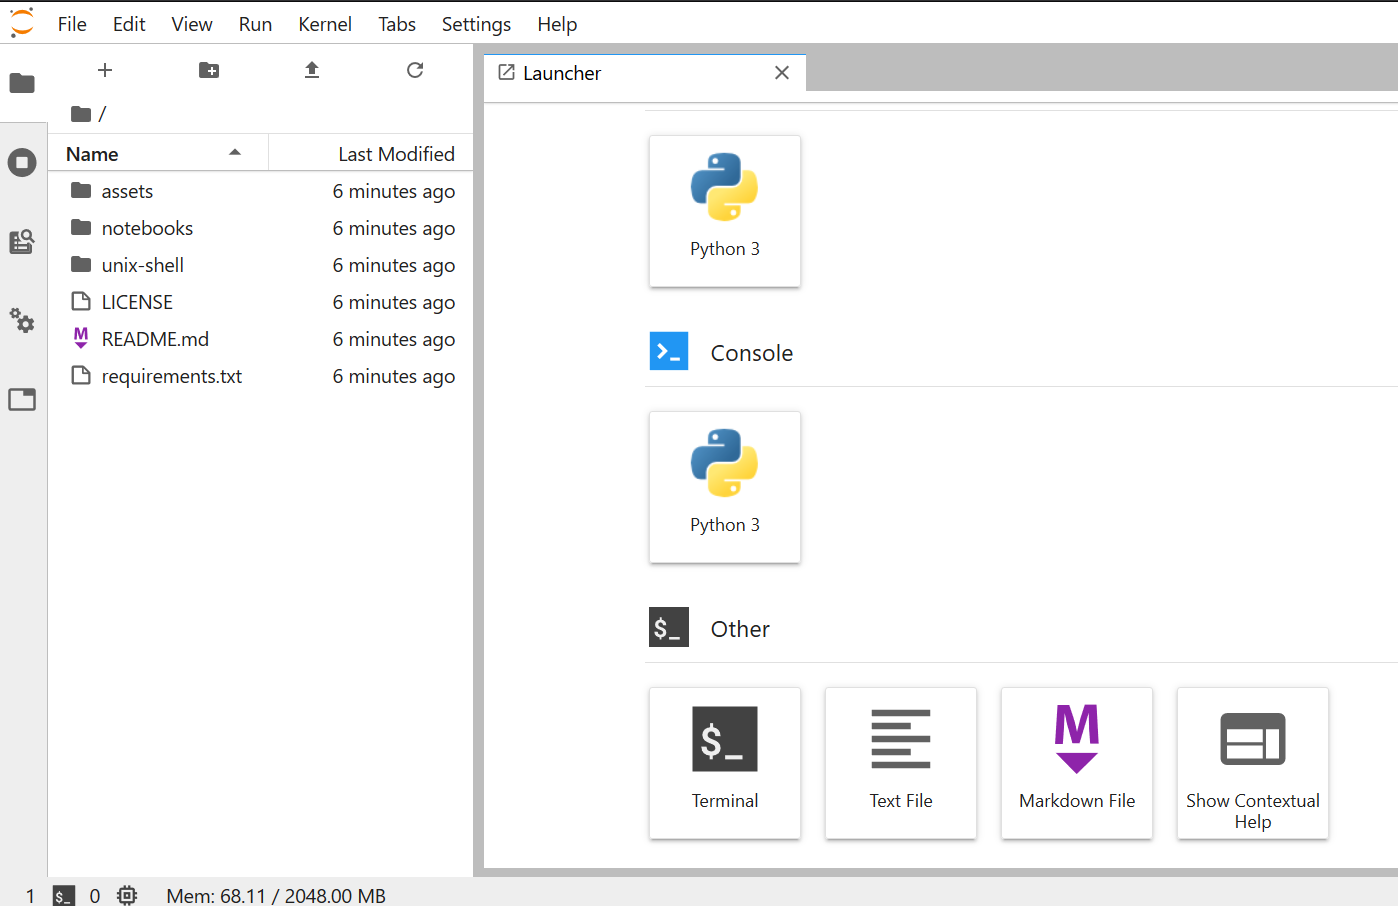 File Edit View Run Kernel Tabs Settings Help
Launcher
/
Name Last Modified
assets 6 minutes ago
notebooks 6 minutes ago
unix-shell 6 minutes ago
LICENSE 6 minutes ago
M README.md 6 minutes ago
requirements.txt 6 minutes ago
Python 3
>_ Console
Python 3
$_ Other
$_
Terminal
Text File
M
Markdown File
Show Contextual
Help
1 $_ 0 Mem: 68.11 / 2048.00 MB